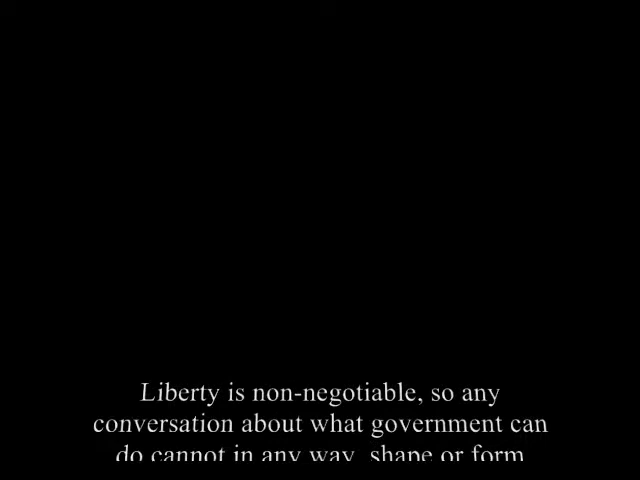 Liberty is non-negotiable, so any
conversation about what government can
do cannot in any way, shape or form